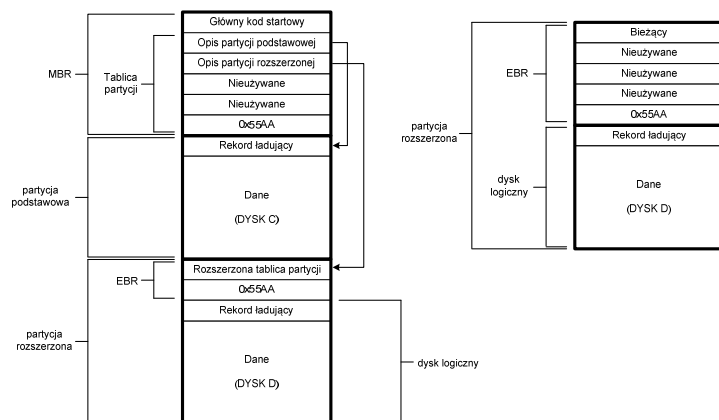 Główny kod startowy
Opis partycji podstawowej
Opis partycji rozszerzonej
Nieużywane
Nieużywane
0x55AA
MBR
Tablica
partycji
Rekord ładujący
Dane
(DYSK C)
partycja
podstawowa
Rozszerzona tablica partycji
0x55AA
EBR
Rekord ładujący
Dane
(DYSK D)
partycja
rozszerzona
dysk logiczny
Bieżący
Nieużywane
Nieużywane
Nieużywane
0x55AA
EBR
partycja
rozszerzona
Rekord ładujący
Dane
(DYSK D)
dysk
logiczny